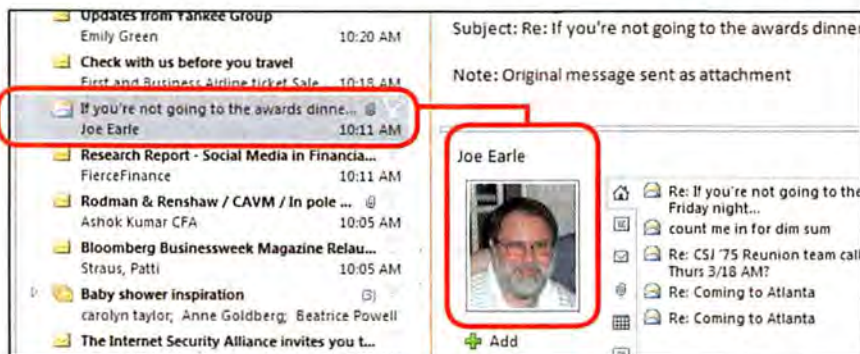 Updates from Yankee Group
Emily Green 10:20 AM
Check with us before you travel
First and Business Airline ticket Sale... 10:18 AM
If you're not going to the awards dinne...
Joe Earle 10:11 AM
Research Report - Social Media in Financia...
FierceFinance 10:11 AM
Rodman & Renshaw / CAVM / In pole ...
Ashok Kumar CFA 10:05 AM
Bloomberg Businessweek Magazine Relau...
Straus, Patti 10:05 AM
Baby shower inspiration (3)
carolyn taylor; Anne Goldberg; Beatrice Powell
The Internet Security Alliance invites you t...
Subject: Re: If you're not going to the awards dinner
Note: Original message sent as attachment
Joe Earle
Add
Re: If you're not going to the
Friday night...
count me in for dim sum
Re: CSJ '75 Reunion team call
Thurs 3/18 AM?
Re: Coming to Atlanta
Re: Coming to Atlanta